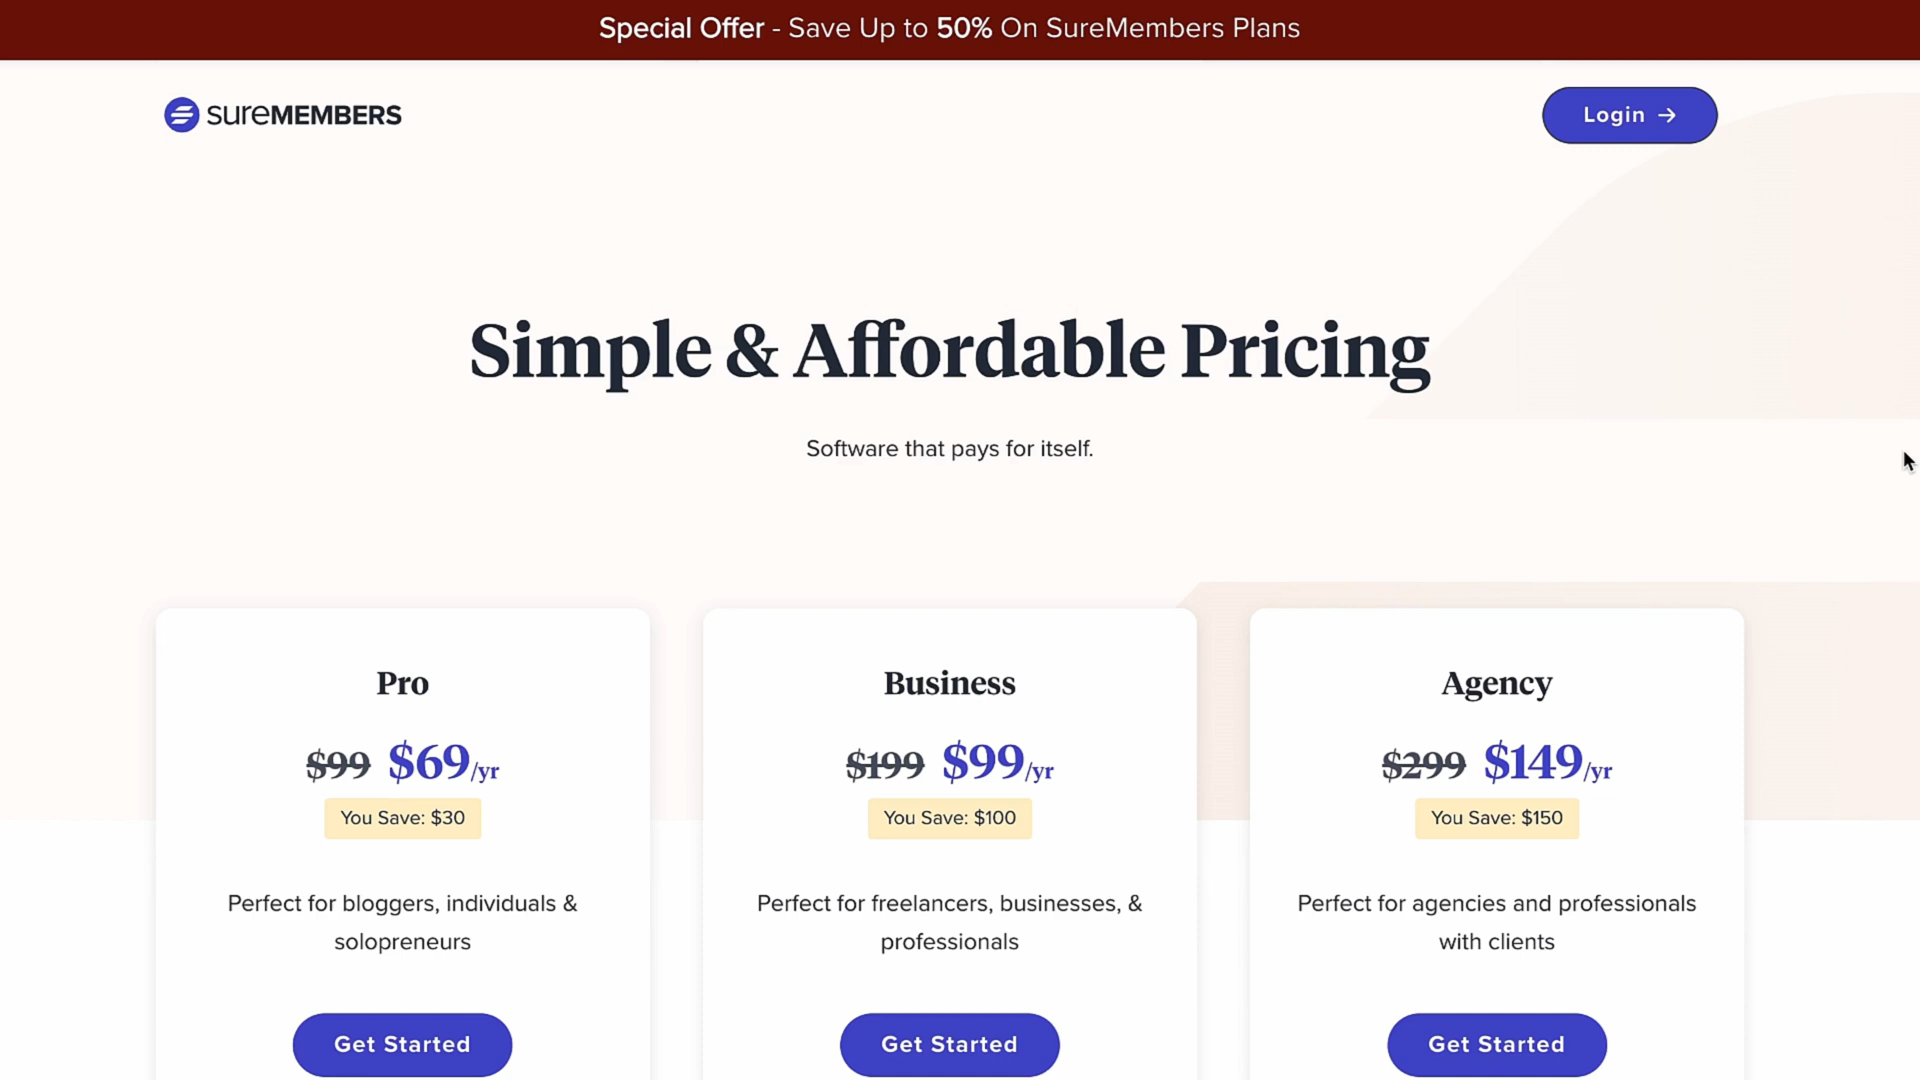 Special Offer - Save Up to 50% On SureMembers Plans
sureMEMBERS
Login →
Simple & Affordable Pricing
Software that pays for itself.
Pro
$99 $69/yr
You Save: $30
Perfect for bloggers, individuals &
solopreneurs
Get Started
Business
$199 $99/yr
You Save: $100
Perfect for freelancers, businesses, &
professionals
Get Started
Agency
$299 $149/yr
You Save: $150
Perfect for agencies and professionals
with clients
Get Started